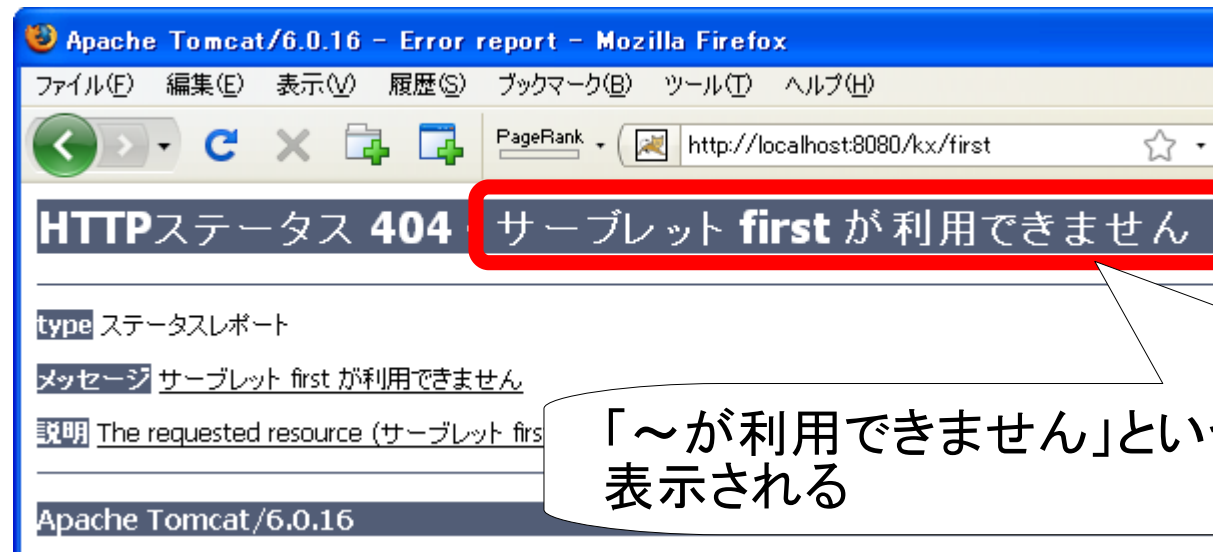 Apache Tomcat/6.0.16 - Error report - Mozilla Firefox
ファイル(F) 編集(E) 表示(V) 履歴(S) ブックマーク(B) ツール(T) ヘルプ(H)
PageRank http://localhost:8080/kx/first
HTTPステータス 404 - サーブレット first が利用できません
type ステータスレポート
メッセージ サーブレット first が利用できません
説明 The requested resource (サーブレット firs
「～が利用できません」とい
表示される
Apache Tomcat/6.0.16